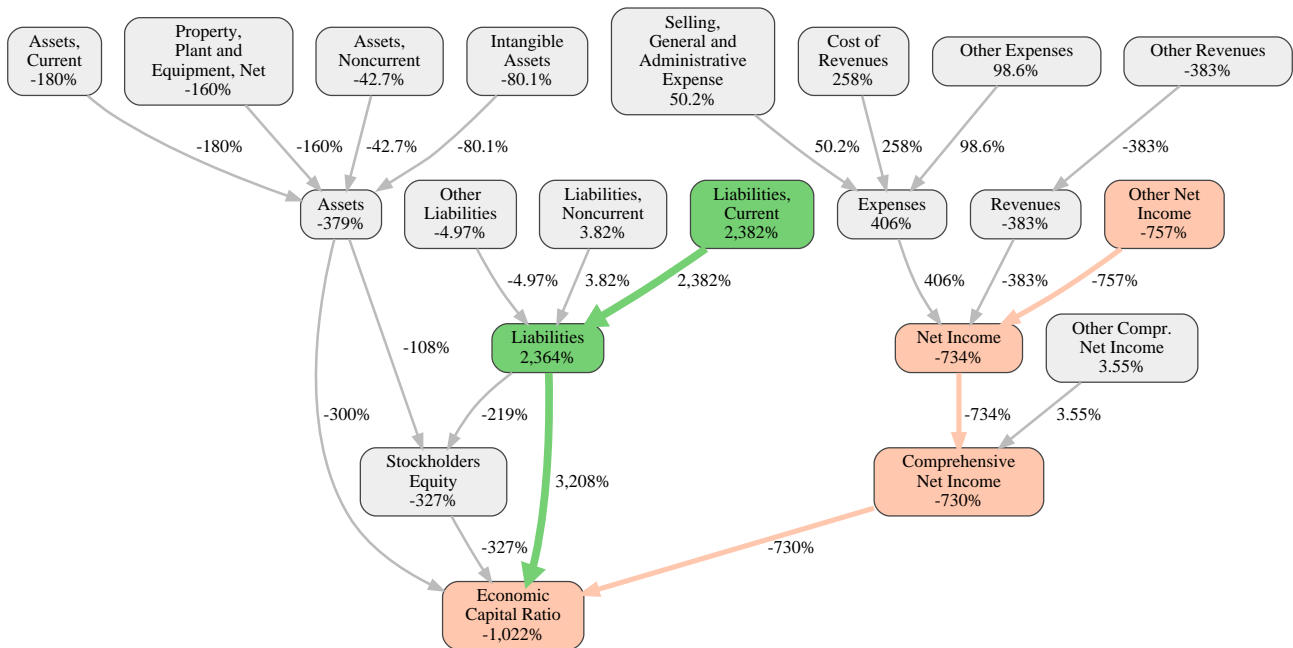 Assets,
Current
-180%
Property,
Plant and
Equipment, Net
-160%
Assets,
Noncurrent
-42.7%
Intangible
Assets
-80.1%
Selling,
General and
Administrative
Expense
50.2%
Cost of
Revenues
258%
Other Expenses
98.6%
Other Revenues
-383%
-180%
-160%
-42.7%
-80.1%
50.2%
258%
98.6%
-383%
Assets
-379%
Other
Liabilities
-4.97%
Liabilities,
Noncurrent
3.82%
Liabilities,
Current
2,382%
Expenses
406%
Revenues
-383%
Other Net
Income
-757%
-4.97%
3.82%
2,382%
406%
-383%
-757%
Liabilities
2,364%
Net Income
-734%
Other Compr.
Net Income
3.55%
-108%
-300%
-219%
-734%
3.55%
Stockholders
Equity
-327%
3,208%
Comprehensive
Net Income
-730%
-327%
-730%
Economic
Capital Ratio
-1,022%